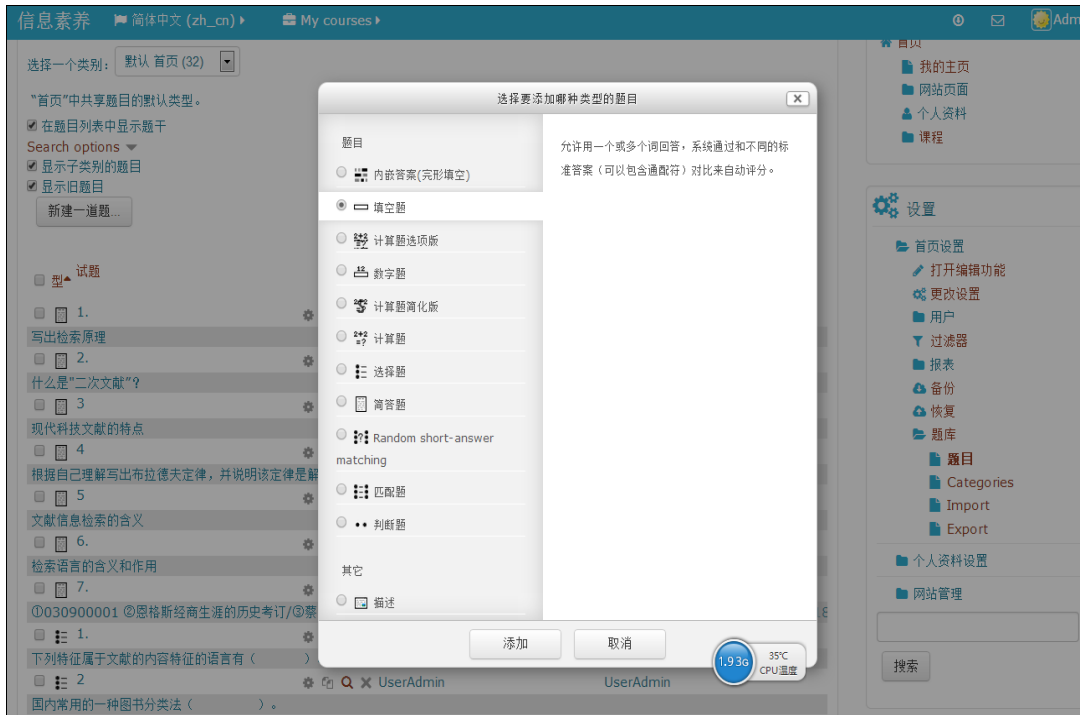 信息素养 简体中文 (zh_cn) My courses Adm
选择一个类别: 默认 首页 (32)
"首页"中共享题目的默认类型。
在题目列表中显示题干
Search options
显示子类别的题目
显示旧题目
新建一道题...
型 试题
1.
写出检索原理
2.
什么是"二次文献"?
3
现代科技文献的特点
4
根据自己理解写出布拉德夫定律，并说明该定律是解
5
文献信息检索的含义
6.
检索语言的含义和作用
7.
①030900001 ②恩格斯经商生涯的历史考订/③蔡
1.
下列特征属于文献的内容特征的语言有（ ）
2 UserAdmin UserAdmin
国内常用的一种图书分类法（ ）。
选择要添加哪种类型的题目
题目
内嵌答案(完形填空)
填空题
计算题选项版
数字题
计算题简化版
计算题
选择题
简答题
Random short-answer
matching
匹配题
判断题
其它
描述
允许用一个或多个词回答，系统通过和不同的标
准答案（可以包含通配符）对比来自动评分。
添加 取消
1.93G 35℃
CPU温度
首页
我的主页
网站页面
个人资料
课程
设置
首页设置
打开编辑功能
更改设置
用户
过滤器
报表
备份
恢复
题库
题目
Categories
Import
Export
个人资料设置
网站管理
搜索